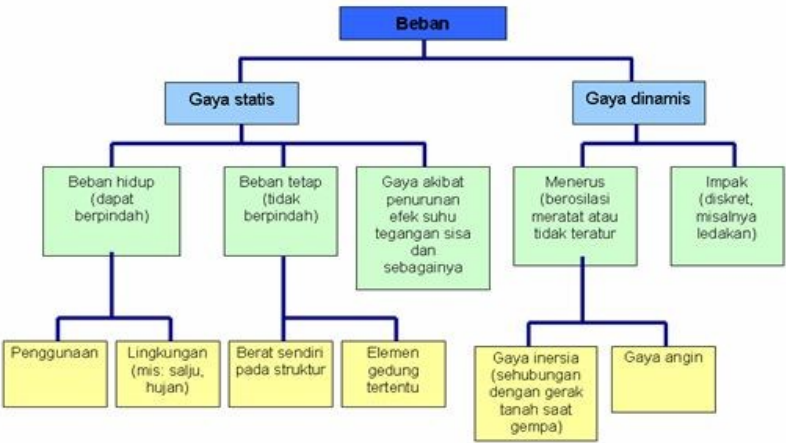 Beban
Gaya statis
Gaya dinamis
Beban hidup
(dapat
berpindah)
Beban tetap
(tidak
berpindah)
Gaya akibat
penurunan
efek suhu
tegangan sisa
dan
sebagainya
Menerus
(berosilasi
meratat atau
tidak teratur
Impak
(diskret,
misalnya
ledakan)
Penggunaan
Lingkungan
(mis: salju,
hujan)
Berat sendiri
pada struktur
Elemen
gedung
tertentu
Gaya inersia
(sehubungan
dengan gerak
tanah saat
gempa)
Gaya angin